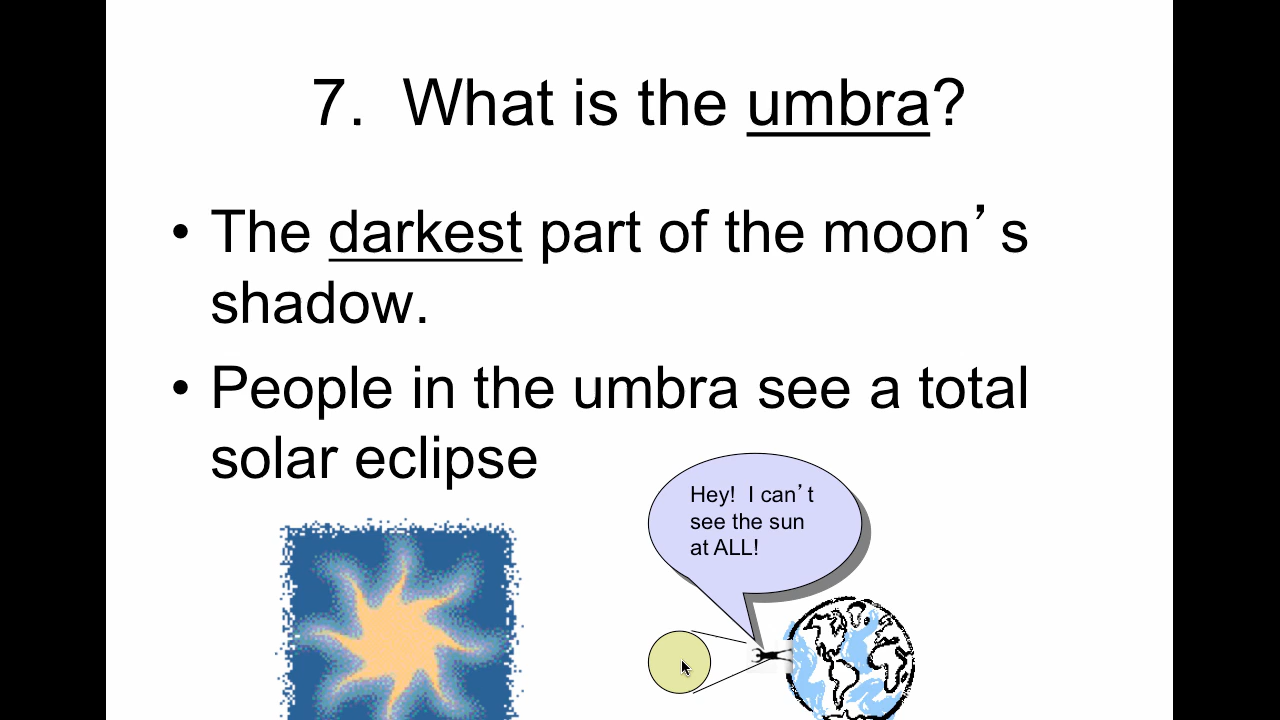 7. What is the umbra?
• The darkest part of the moon’s
shadow.
• People in the umbra see a total
solar eclipse
Hey! I can’t
see the sun
at ALL!